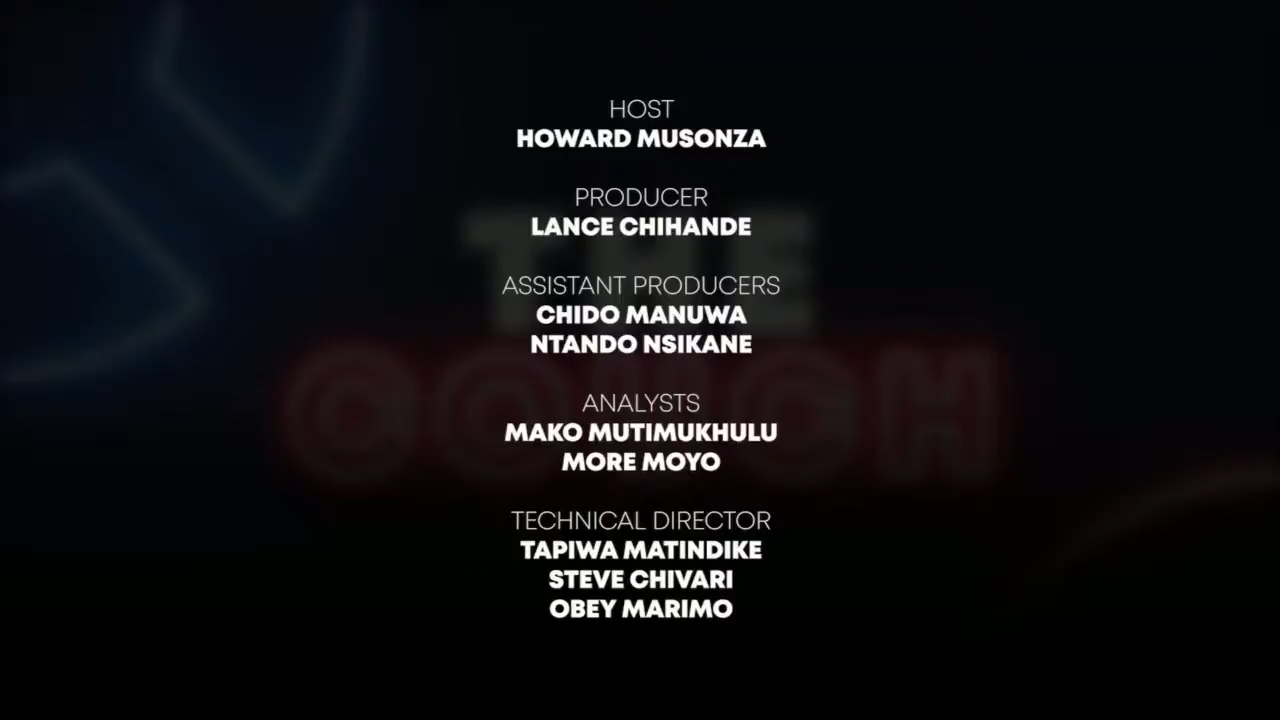 HOST
HOWARD MUSONZA
PRODUCER
LANCE CHIHANDE
ASSISTANT PRODUCERS
CHIDO MANUWA
NTANDO NSIKANE
ANALYSTS
MAKO MUTIMUKHULU
MORE MOYO
TECHNICAL DIRECTOR
TAPIWA MATINDIKE
STEVE CHIVARI
OBEY MARIMO
THE